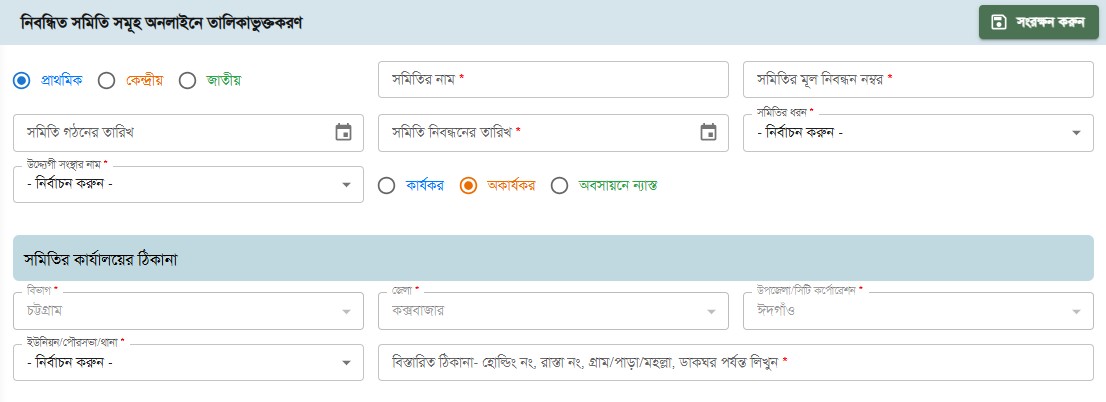 নিবন্ধিত সমিতি সমূহ অনলাইনে তালিকাভুক্তকরণ
সংরক্ষন করুন
প্রাথমিক কেন্দ্রীয় জাতীয়
সমিতির নাম *
সমিতির মূল নিবন্ধন নম্বর *
সমিতি গঠনের তারিখ
সমিতি নিবন্ধনের তারিখ *
সমিতির ধরন *
- নির্বাচন করুন -
উদ্যোগী সংস্থার নাম *
- নির্বাচন করুন -
কার্যকর অকার্যকর অবসায়নে ন্যাস্ত
সমিতির কার্যালয়ের ঠিকানা
বিভাগ *
চট্টগ্রাম
জেলা *
কক্সবাজার
উপজেলা/সিটি কর্পোরেশন *
ঈদগাঁও
ইউনিয়ন/পৌরসভা/থানা *
- নির্বাচন করুন -
বিস্তারিত ঠিকানা- হোল্ডিং নং, রাস্তা নং, গ্রাম/পাড়া/মহল্লা, ডাকঘর পর্যন্ত লিখুন *